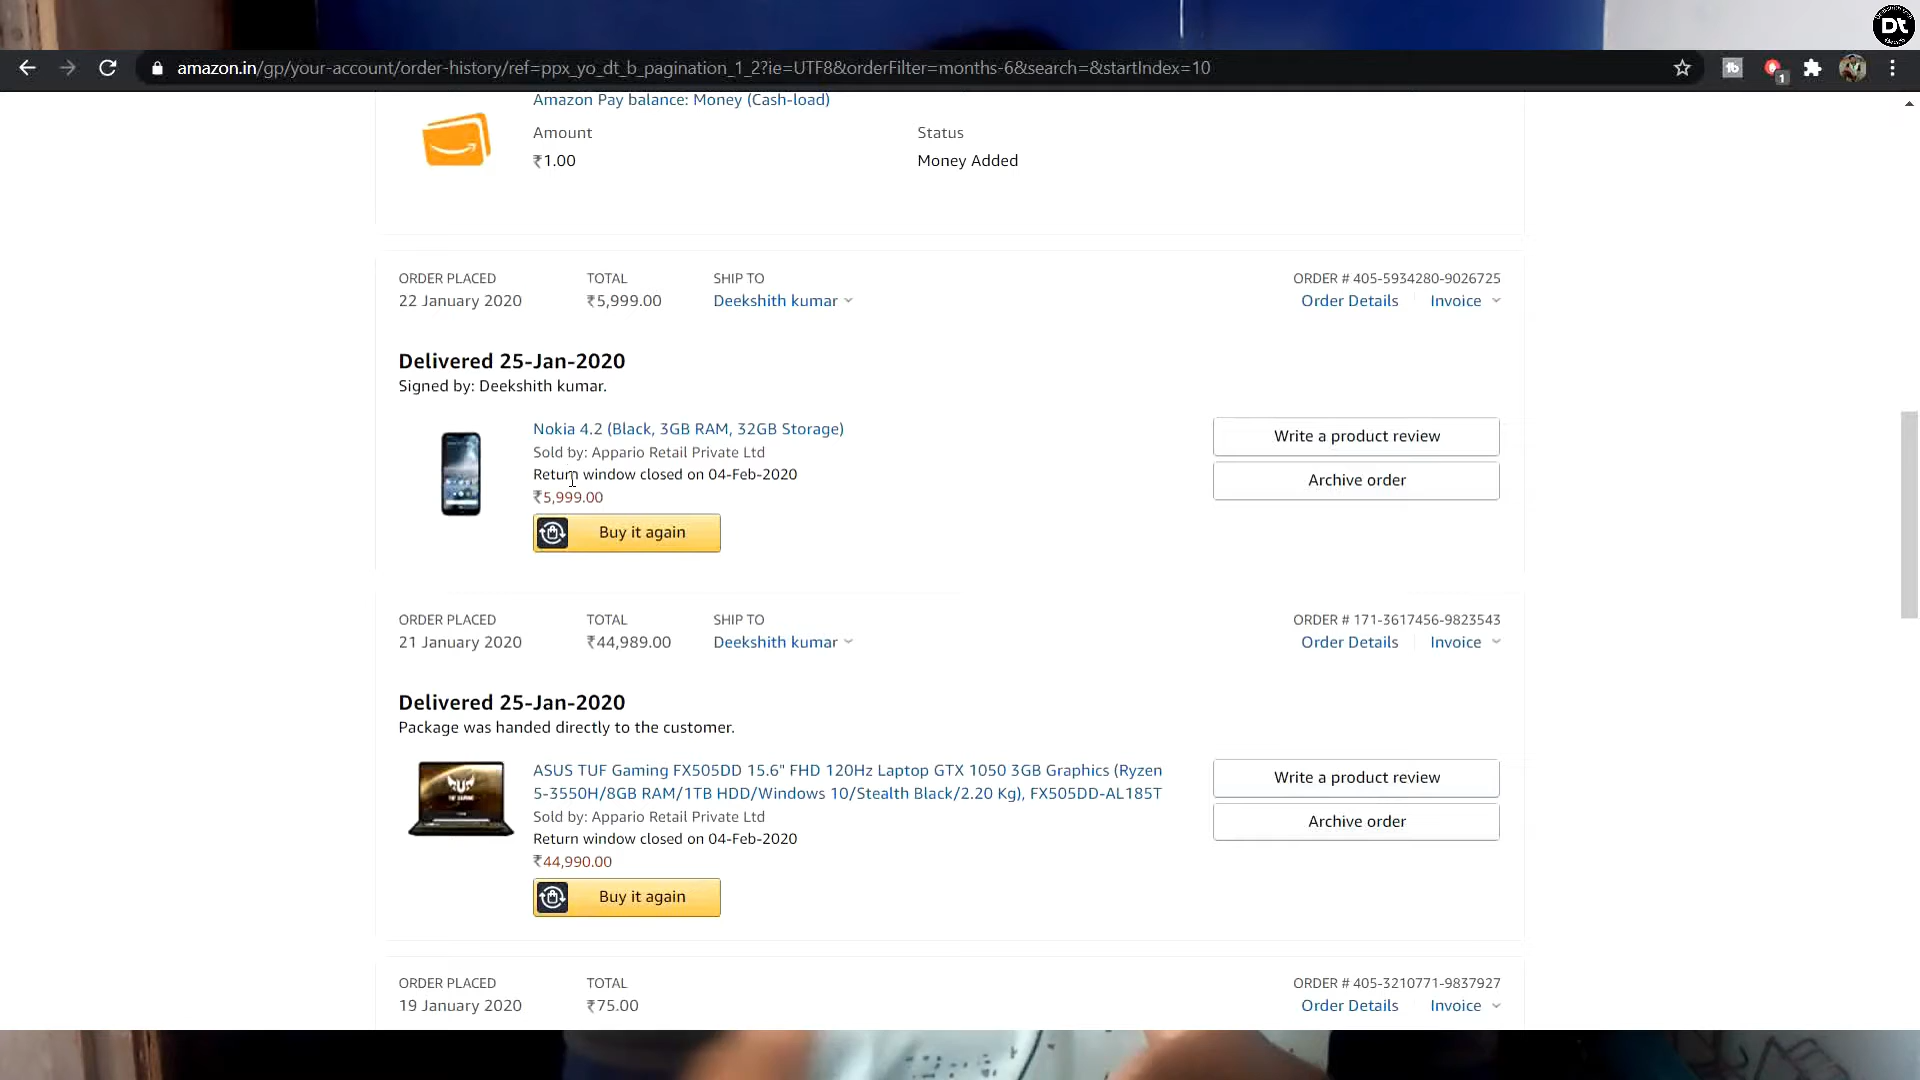 Dt
amazon.in/gp/your-account/order-history/ref=ppx_yo_dt_b_pagination_1_2?ie=UTF8&orderFilter=months-6&search=&startIndex=10
1
Amazon Pay balance: Money (Cash-load)
Amount Status
₹1.00 Money Added
ORDER PLACED TOTAL SHIP TO ORDER # 405-5934280-9026725
22 January 2020 ₹5,999.00 Deekshith kumar Order Details Invoice
Delivered 25-Jan-2020
Signed by: Deekshith kumar.
Nokia 4.2 (Black, 3GB RAM, 32GB Storage)
Sold by: Appario Retail Private Ltd
Return window closed on 04-Feb-2020
₹5,999.00
Buy it again
Write a product review
Archive order
ORDER PLACED TOTAL SHIP TO ORDER # 171-3617456-9823543
21 January 2020 ₹44,989.00 Deekshith kumar Order Details Invoice
Delivered 25-Jan-2020
Package was handed directly to the customer.
ASUS TUF Gaming FX505DD 15.6" FHD 120Hz Laptop GTX 1050 3GB Graphics (Ryzen
5-3550H/8GB RAM/1TB HDD/Windows 10/Stealth Black/2.20 Kg), FX505DD-AL185T
Sold by: Appario Retail Private Ltd
Return window closed on 04-Feb-2020
₹44,990.00
Buy it again
Write a product review
Archive order
ORDER PLACED TOTAL ORDER # 405-3210771-9837927
19 January 2020 ₹75.00 Order Details Invoice